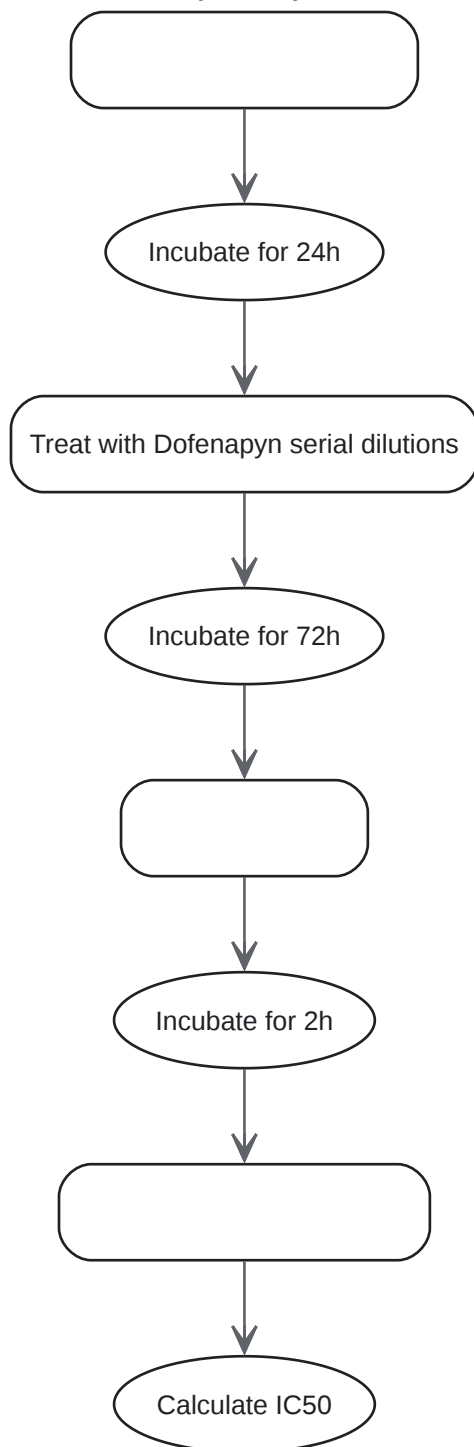 Incubate for 24h
Treat with Dofenapyn serial dilutions
Incubate for 72h
Incubate for 2h
Calculate IC50